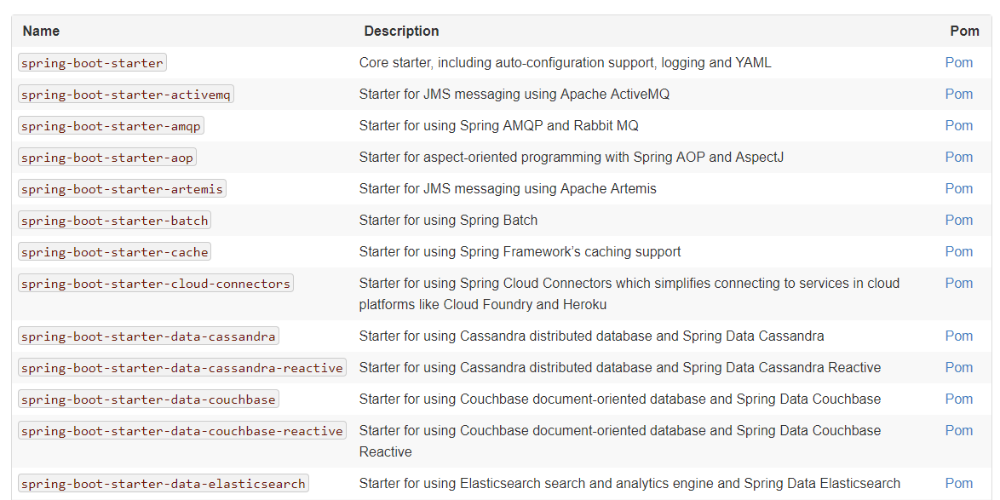 Name Description Pom
spring-boot-starter Core starter, including auto-configuration support, logging and YAML Pom
spring-boot-starter-activemq Starter for JMS messaging using Apache ActiveMQ Pom
spring-boot-starter-amqp Starter for using Spring AMQP and Rabbit MQ Pom
spring-boot-starter-aop Starter for aspect-oriented programming with Spring AOP and AspectJ Pom
spring-boot-starter-artemis Starter for JMS messaging using Apache Artemis Pom
spring-boot-starter-batch Starter for using Spring Batch Pom
spring-boot-starter-cache Starter for using Spring Framework’s caching support Pom
spring-boot-starter-cloud-connectors Starter for using Spring Cloud Connectors which simplifies connecting to services in cloud Pom
platforms like Cloud Foundry and Heroku
spring-boot-starter-data-cassandra Starter for using Cassandra distributed database and Spring Data Cassandra Pom
spring-boot-starter-data-cassandra-reactive Starter for using Cassandra distributed database and Spring Data Cassandra Reactive Pom
spring-boot-starter-data-couchbase Starter for using Couchbase document-oriented database and Spring Data Couchbase Pom
spring-boot-starter-data-couchbase-reactive Starter for using Couchbase document-oriented database and Spring Data Couchbase Pom
Reactive
spring-boot-starter-data-elasticsearch Starter for using Elasticsearch search and analytics engine and Spring Data Elasticsearch Pom